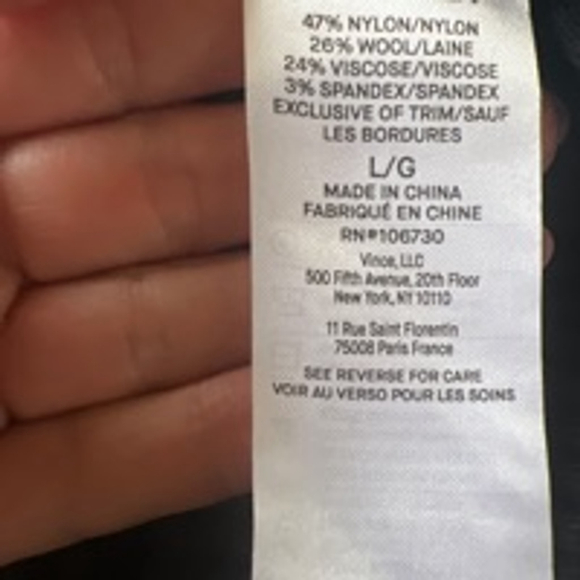 47% NYLON/NYLON
26% WOOL/LAINE
24% VISCOSE/VISCOSE
3% SPANDEX/SPANDEX
EXCLUSIVE OF TRIM/SAUF
LES BORDURES
L/G
MADE IN CHINA
FABRIQUÉ EN CHINE
RN#106730
Vince, LLC
500 Fifth Avenue, 20th Floor
New York, NY 10110
11 Rue Saint Florentin
75008 Paris France
SEE REVERSE FOR CARE
VOIR AU VERSO POUR LES SOINS